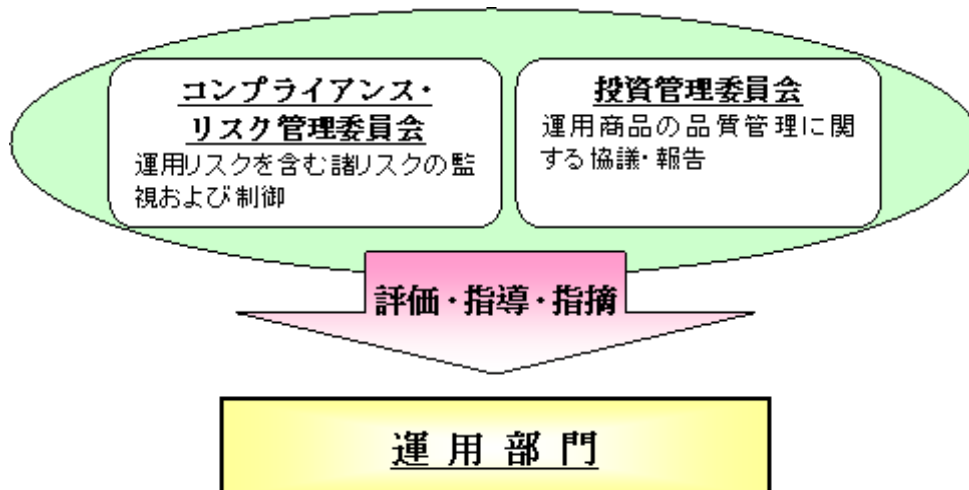 コンプライアンス・
リスク管理委員会
運用リスクを含む諸リスクの監
視および制御
投資管理委員会
運用商品の品質管理に関
する協議・報告
評価・指導・指摘
運用部門